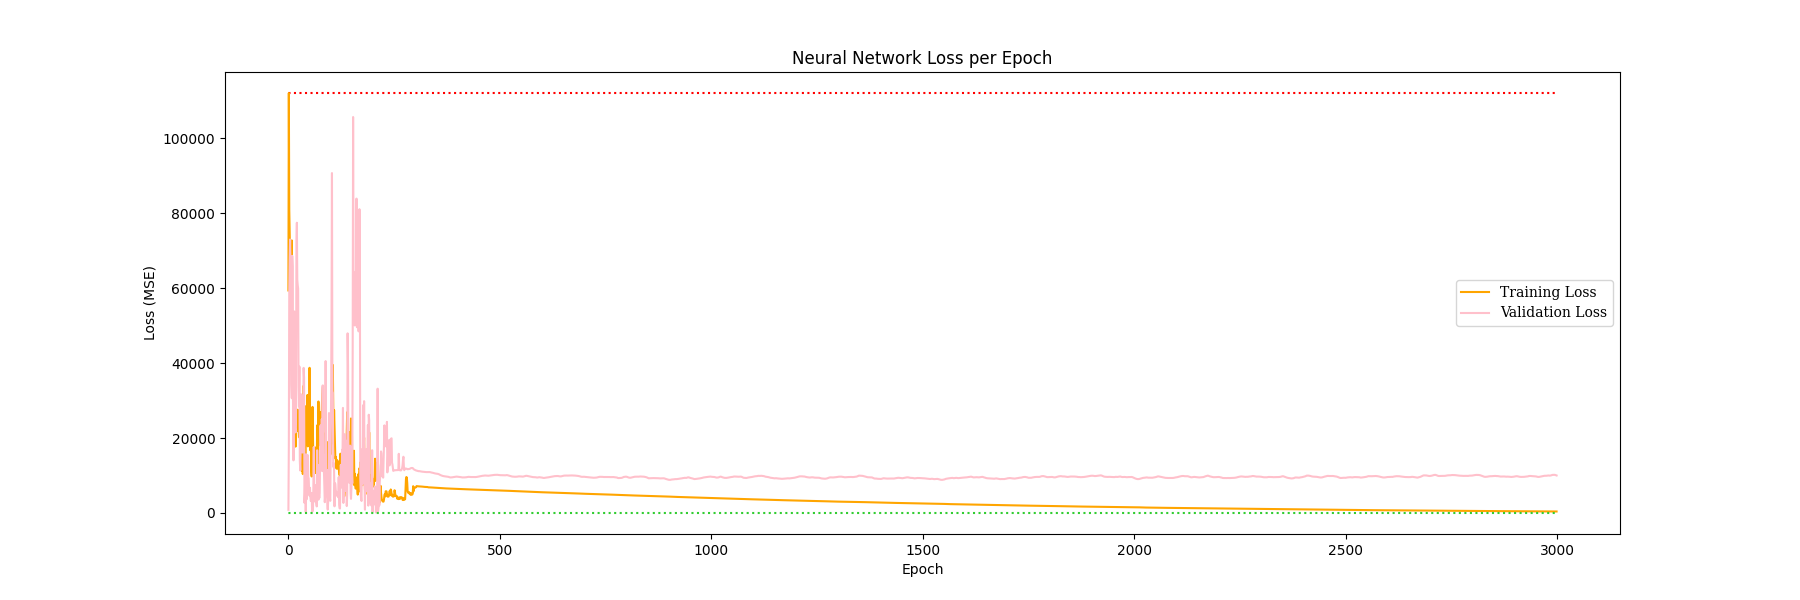 Neural Network Loss per Epoch
100000
80000
60000
40000
20000
0
Loss (MSE)
Training Loss
Validation Loss
0 500 1000 1500 2000 2500 3000
Epoch